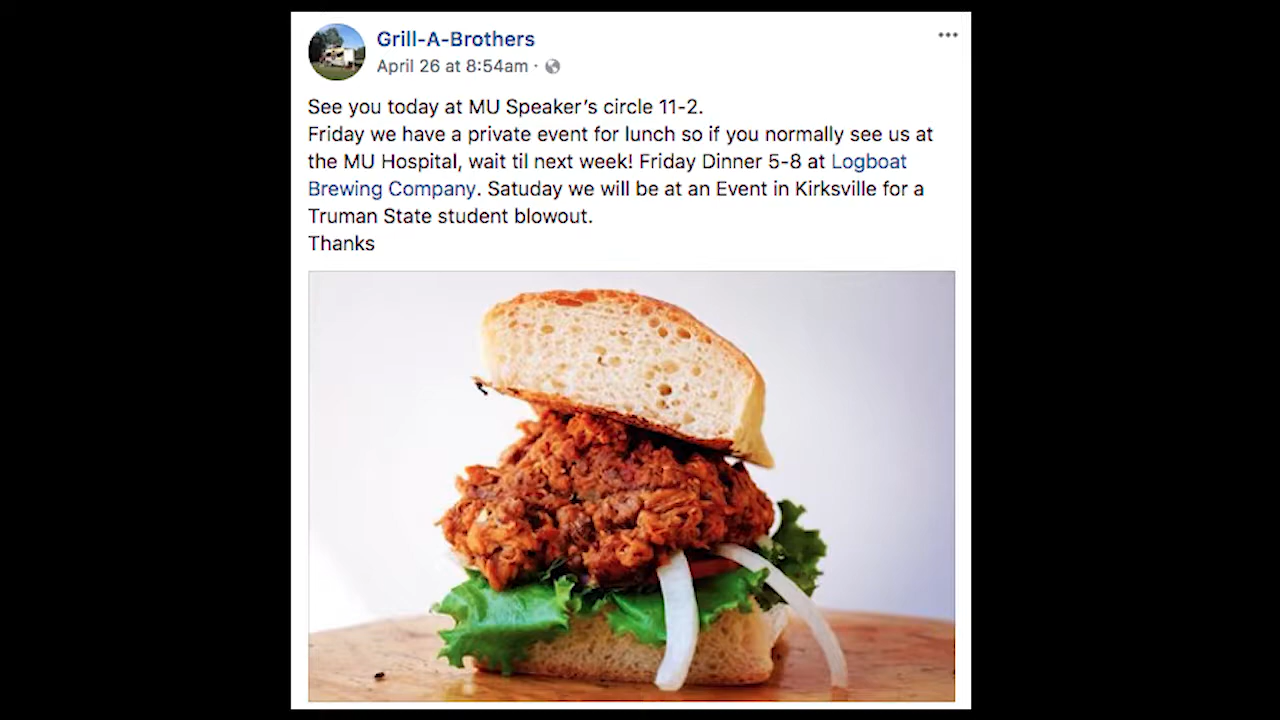 Grill-A-Brothers
April 26 at 8:54am ·
See you today at MU Speaker's circle 11-2.
Friday we have a private event for lunch so if you normally see us at
the MU Hospital, wait til next week! Friday Dinner 5-8 at Logboat
Brewing Company. Satuday we will be at an Event in Kirksville for a
Truman State student blowout.
Thanks